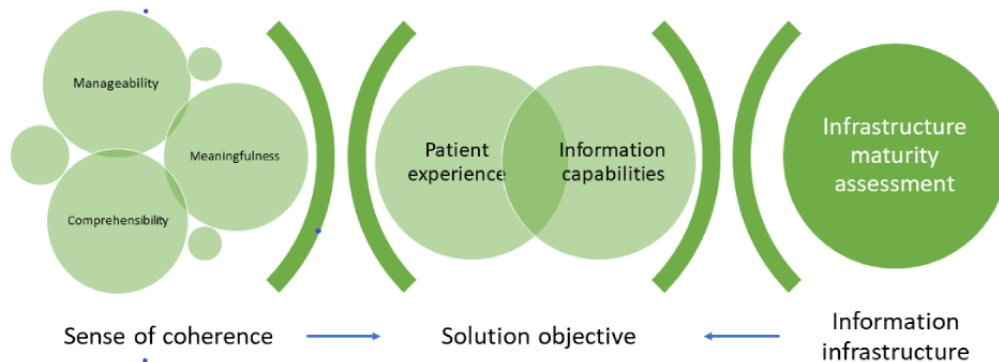 Manageability
Meaningfulness
Comprehensibility
Patient
experience
Information
capabilities
Infrastructure
maturity
assessment
Sense of coherence
Solution objective
Information
infrastructure